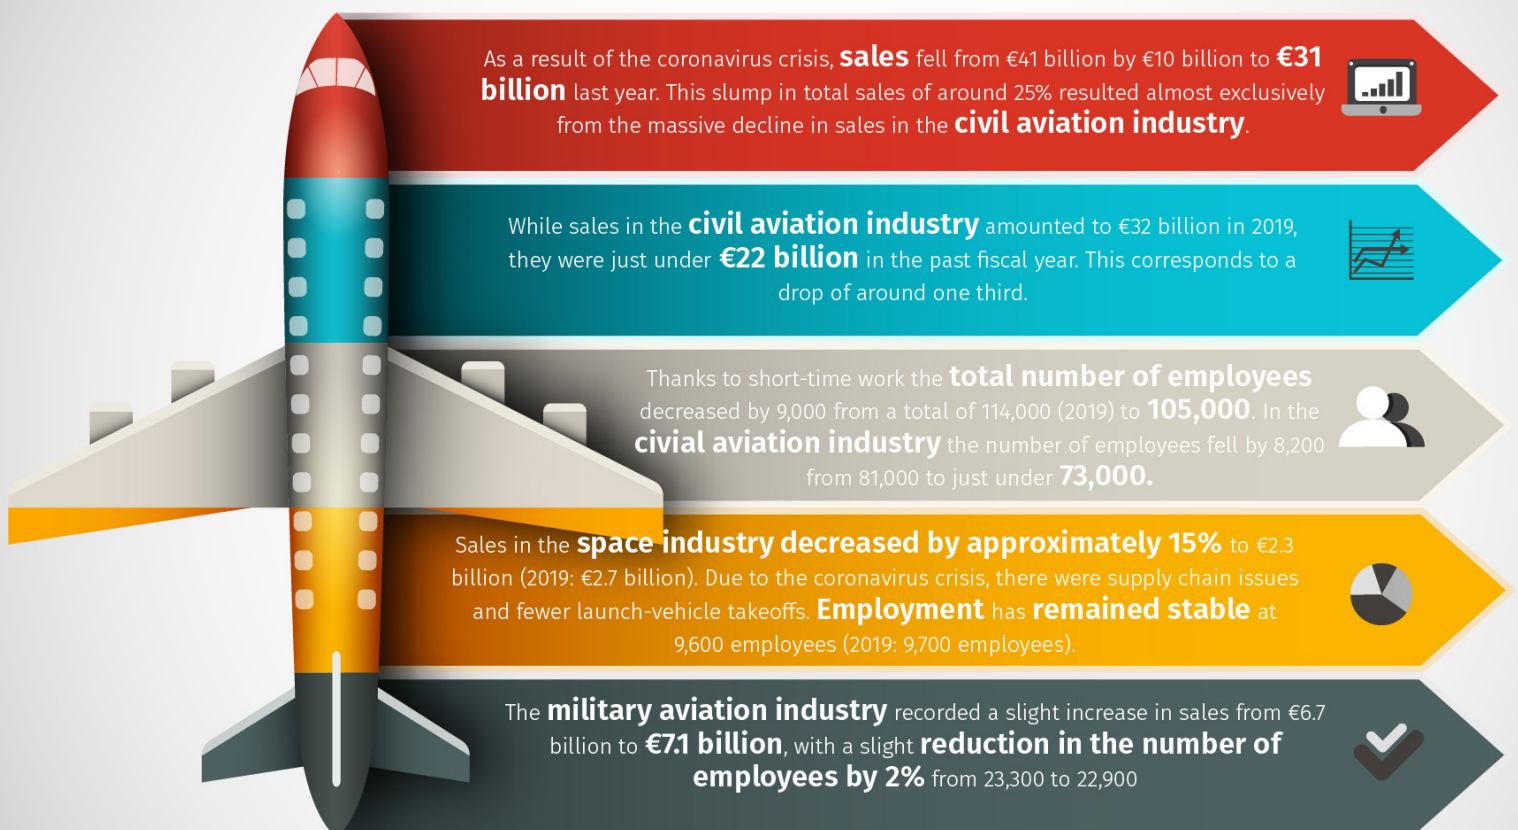 As a result of the coronavirus crisis, sales fell from €41 billion by €10 billion to €31
billion last year. This slump in total sales of around 25% resulted almost exclusively
from the massive decline in sales in the civil aviation industry.
While sales in the civil aviation industry amounted to €32 billion in 2019,
they were just under €22 billion in the past fiscal year. This corresponds to a
drop of around one third.
Thanks to short-time work the total number of employees
decreased by 9,000 from a total of 114,000 (2019) to 105,000. In the
civial aviation industry the number of employees fell by 8,200
from 81,000 to just under 73,000.
Sales in the space industry decreased by approximately 15% to €2.3
billion (2019: €2.7 billion). Due to the coronavirus crisis, there were supply chain issues
and fewer launch-vehicle takeoffs. Employment has remained stable at
9,600 employees (2019: 9,700 employees).
The military aviation industry recorded a slight increase in sales from €6.7
billion to €7.1 billion, with a slight reduction in the number of
employees by 2% from 23,300 to 22,900